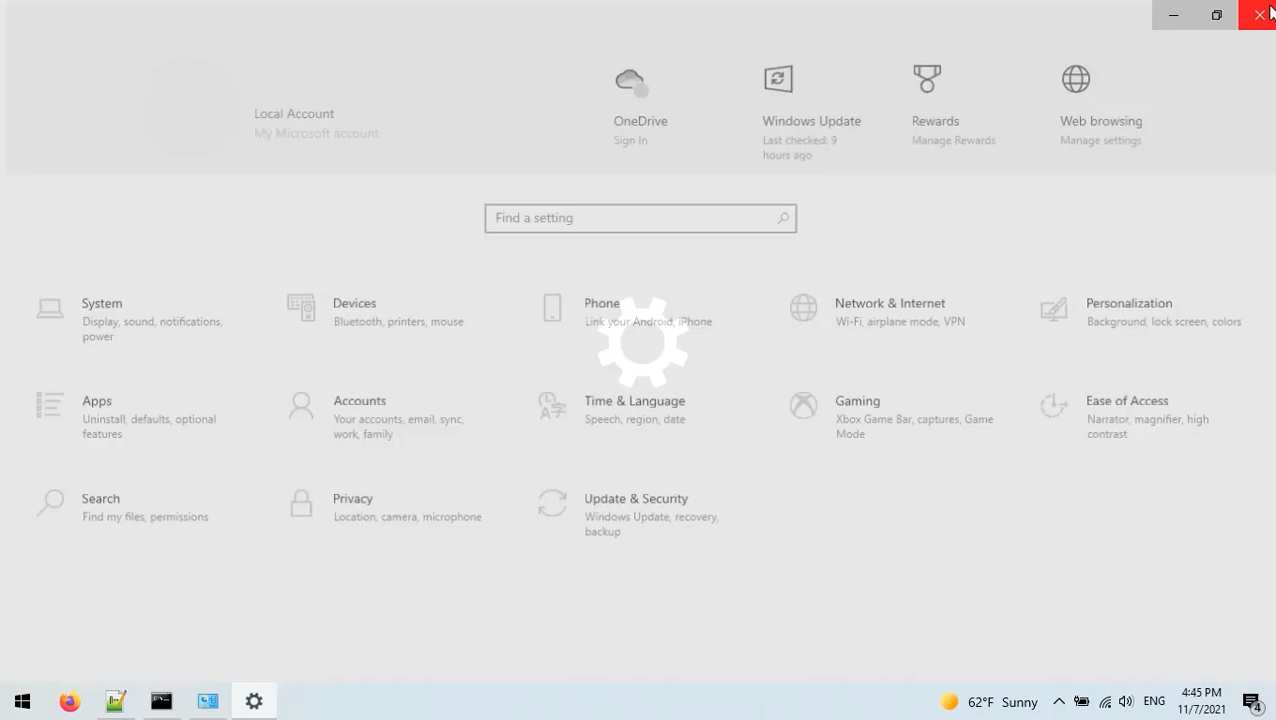 Local Account
My Microsoft account
OneDrive
Sign In
Windows Update
Last checked: 9
hours ago
Rewards
Manage Rewards
Web browsing
Manage settings
Find a setting
System
Display, sound, notifications,
power
Devices
Bluetooth, printers, mouse
Phone
Link your Android, iPhone
Network & Internet
Wi-Fi, airplane mode, VPN
Personalization
Background, lock screen, colors
Apps
Uninstall, defaults, optional
features
Accounts
Your accounts, email, sync,
work, family
Time & Language
Speech, region, date
Gaming
Xbox Game Bar, captures, Game
Mode
Ease of Access
Narrator, magnifier, high
contrast
Search
Find my files, permissions
Privacy
Location, camera, microphone
Update & Security
Windows Update, recovery,
backup
62°F Sunny
ENG
4:45 PM
11/7/2021
4